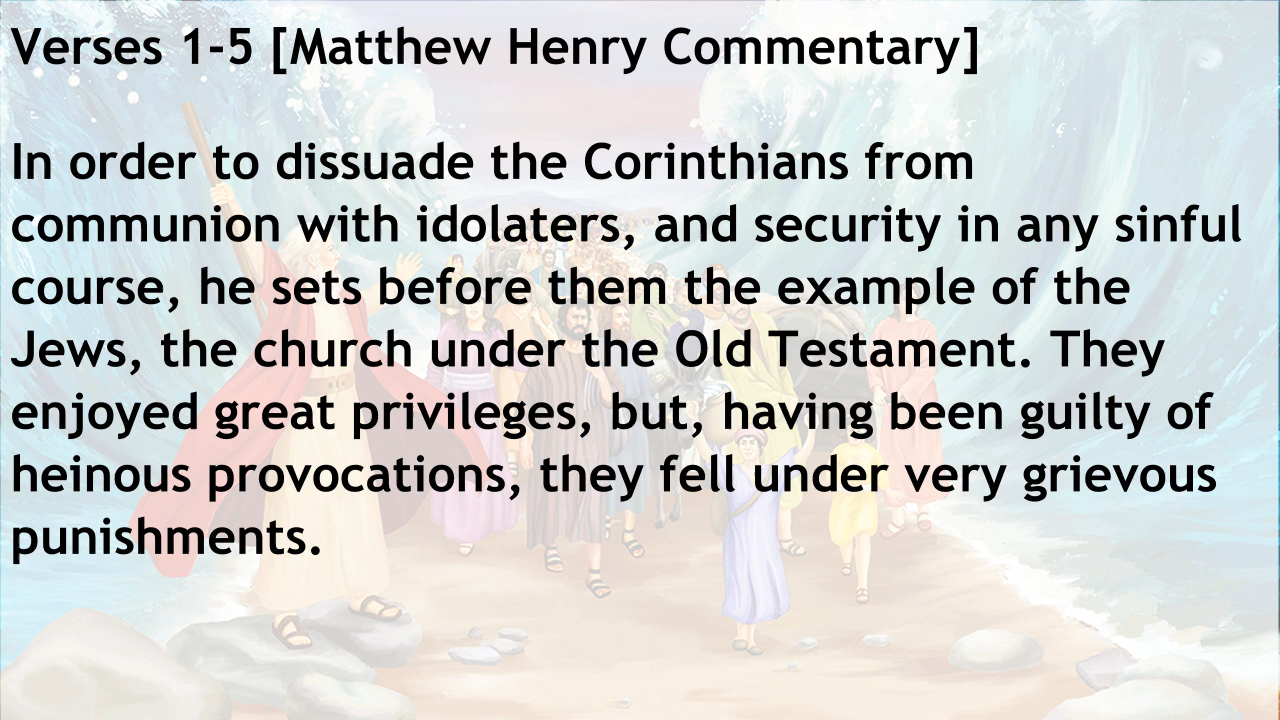 Verses 1-5 [Matthew Henry Commentary]
In order to dissuade the Corinthians from
communion with idolaters, and security in any sinful
course, he sets before them the example of the
Jews, the church under the Old Testament. They
enjoyed great privileges, but, having been guilty of
heinous provocations, they fell under very grievous
punishments.